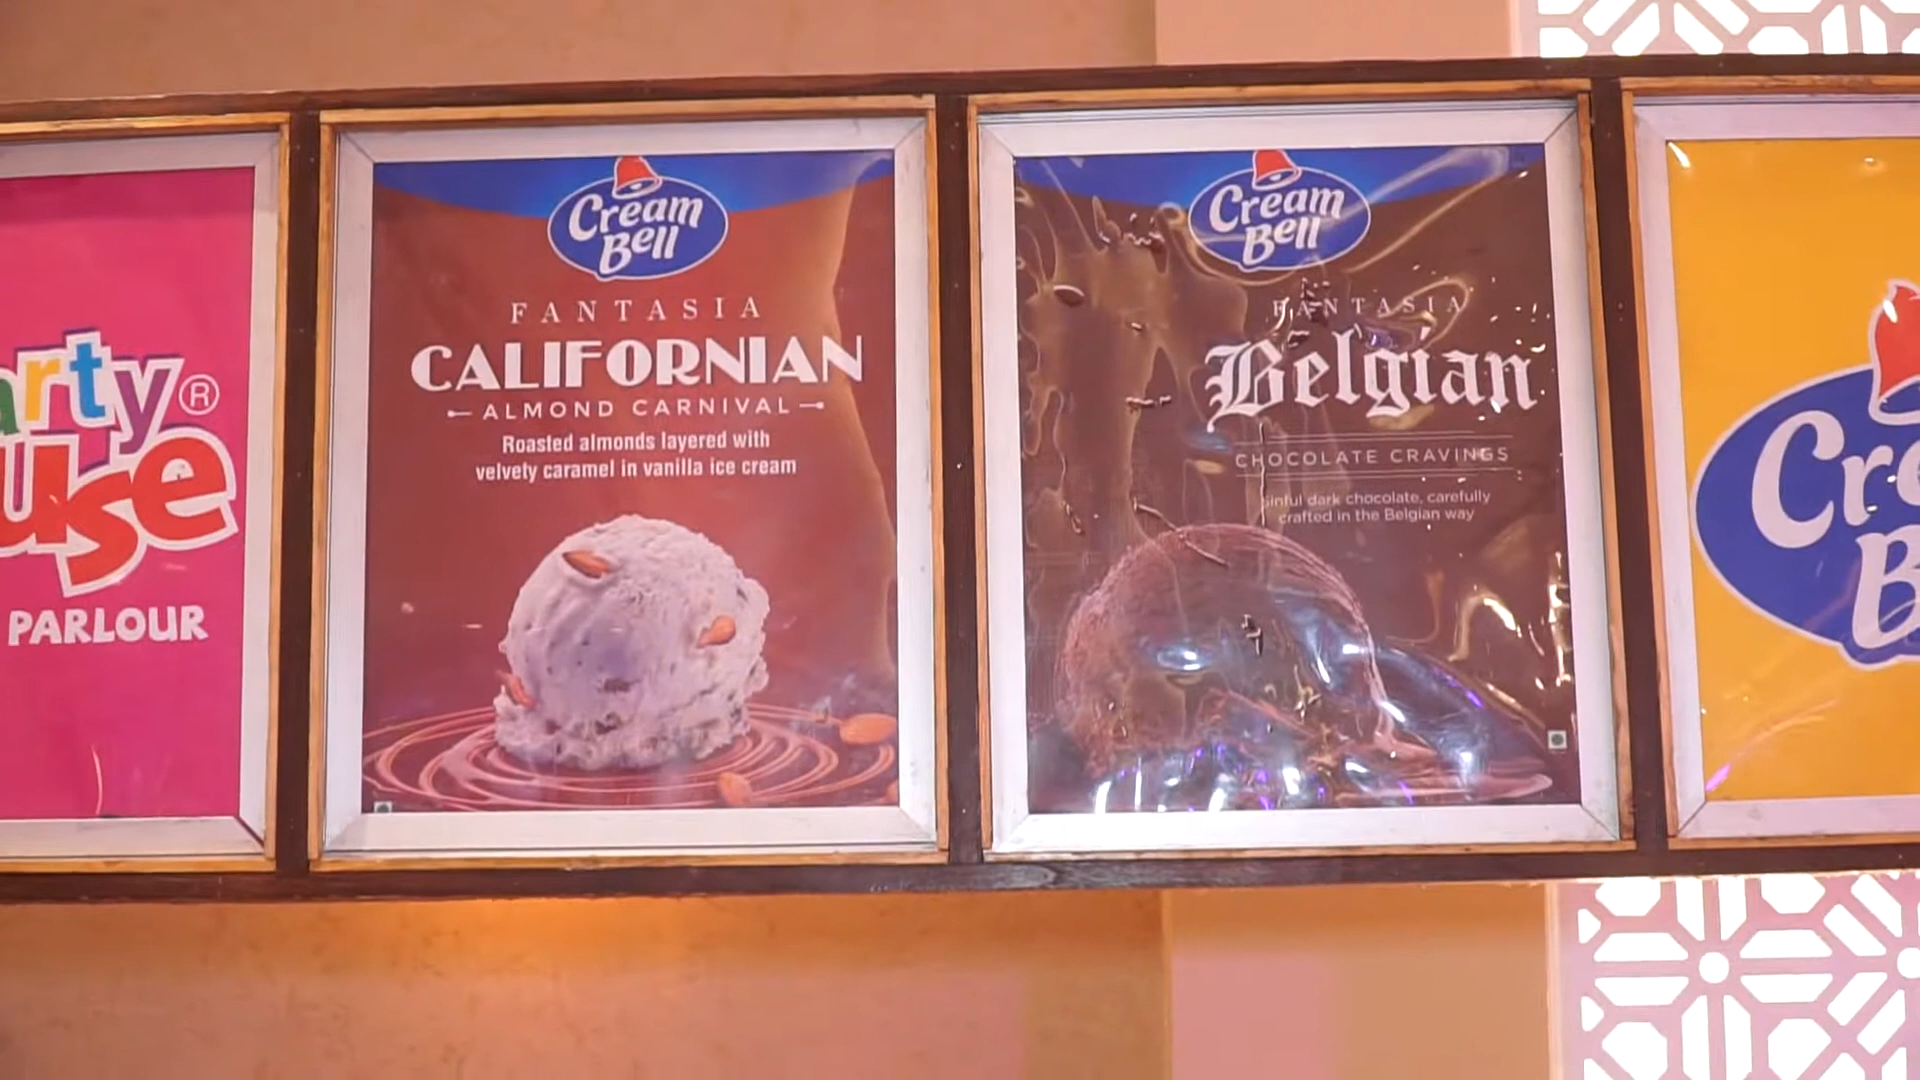 arty®
use
PARLOUR
Cream
Bell
FANTASIA
CALIFORNIAN
ALMOND CARNIVAL
Roasted almonds layered with
velvety caramel in vanilla ice cream
Cream
Bell
FANTASIA
Belgian
CHOCOLATE CRAVINGS
Sinful dark chocolate, carefully
crafted in the Belgian way
Cre
B